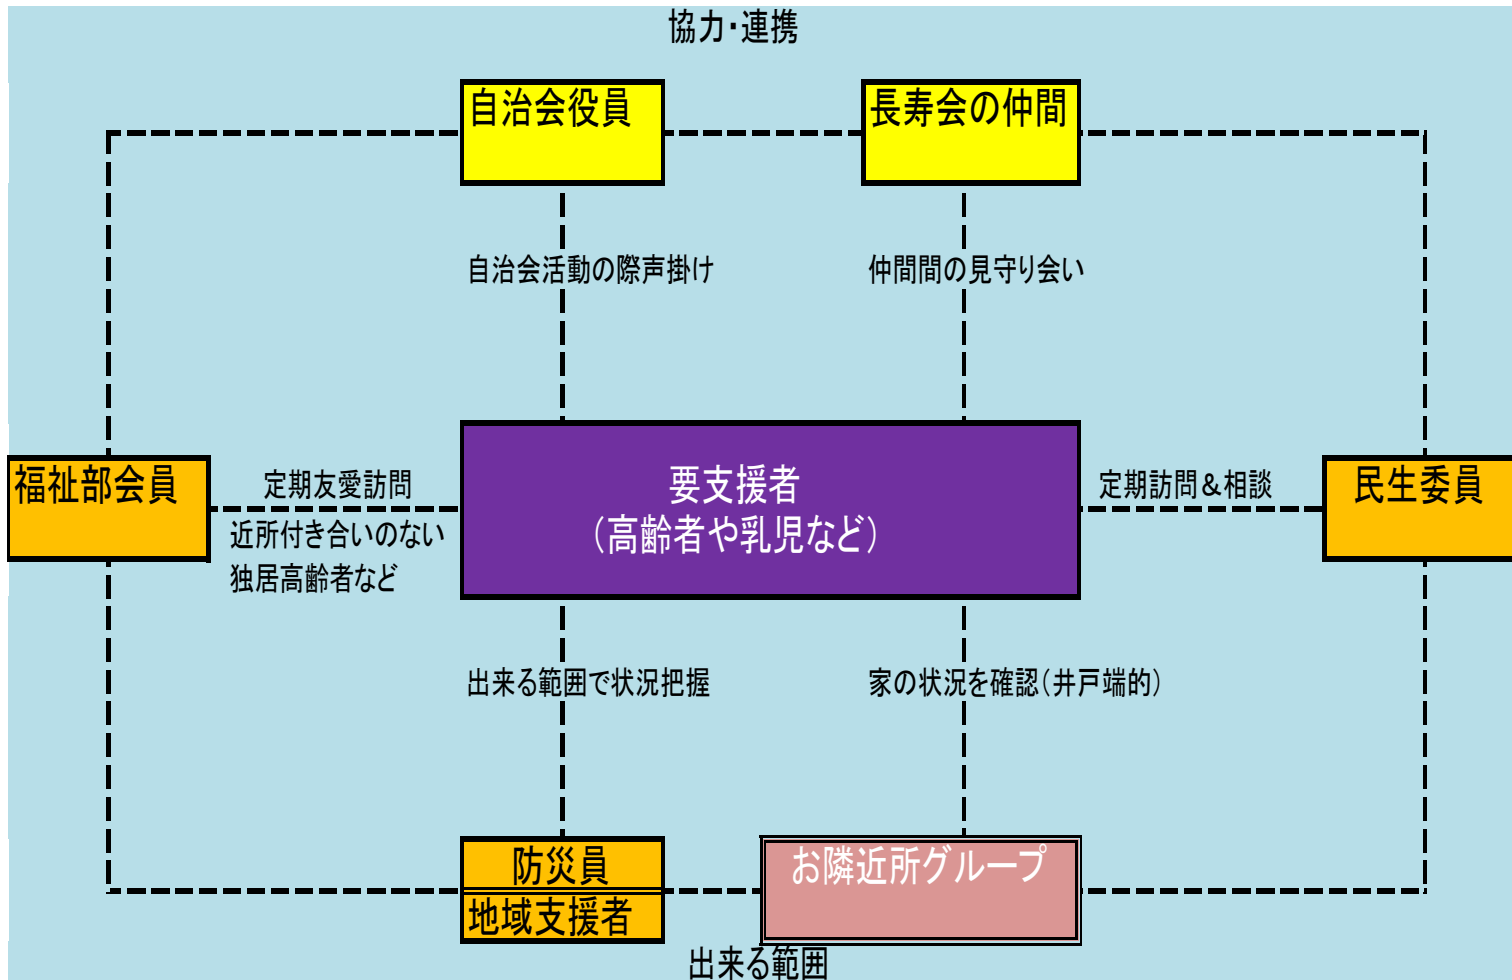 協力・連携
自治会役員
長寿会の仲間
自治会活動の際声掛け
仲間間の見守り会い
福祉部会員
定期友愛訪問
近所付き合いのない
独居高齢者など
要支援者
(高齢者や乳児など)
定期訪問&相談
民生委員
出来る範囲で状況把握
家の状況を確認(井戸端的)
防災員
地域支援者
お隣近所グループ
出来る範囲